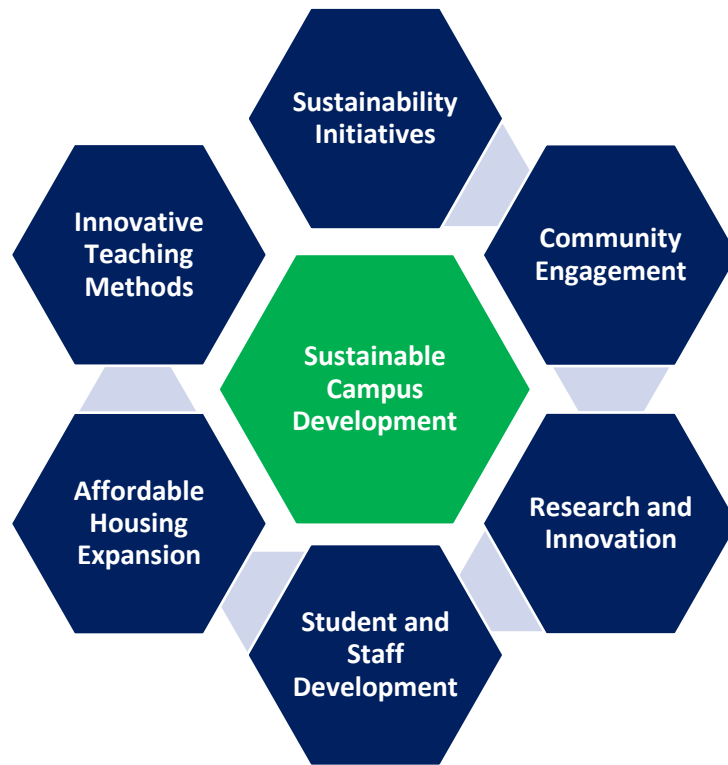 Sustainability
Initiatives
Community
Engagement
Research and
Innovation
Student and
Staff
Development
Affordable
Housing
Expansion
Innovative
Teaching
Methods
Sustainable
Campus
Development